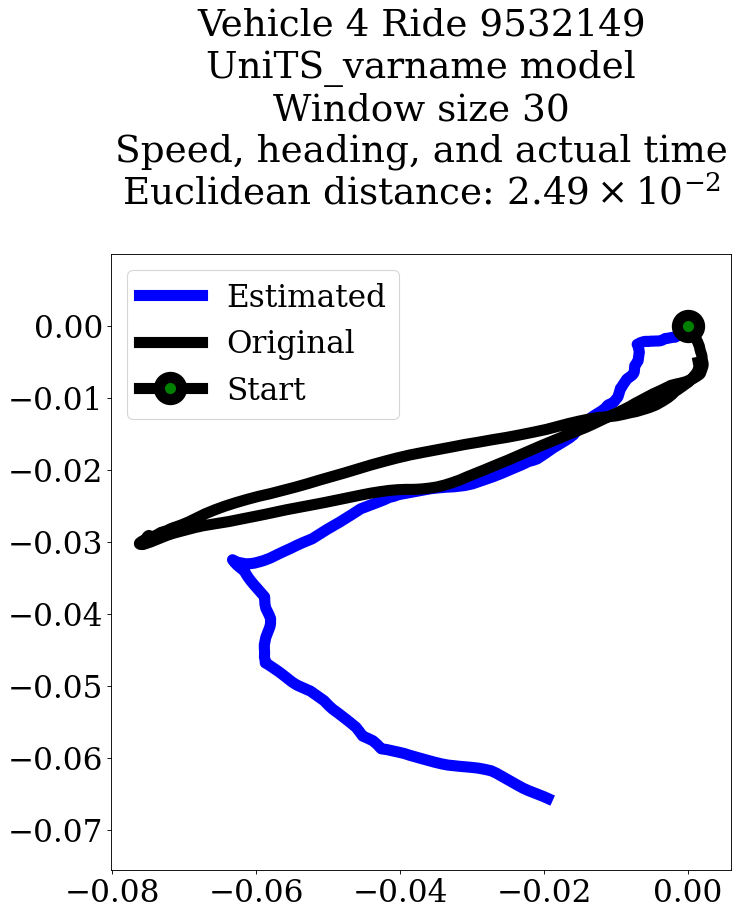 Vehicle 4 Ride 9532149
UniTS_varname model
Window size 30
Speed, heading, and actual time
Euclidean distance: 2.49 × 10⁻²
Estimated
Original
Start
0.00
−0.01
−0.02
−0.03
−0.04
−0.05
−0.06
−0.07
−0.08 −0.06 −0.04 −0.02 0.00